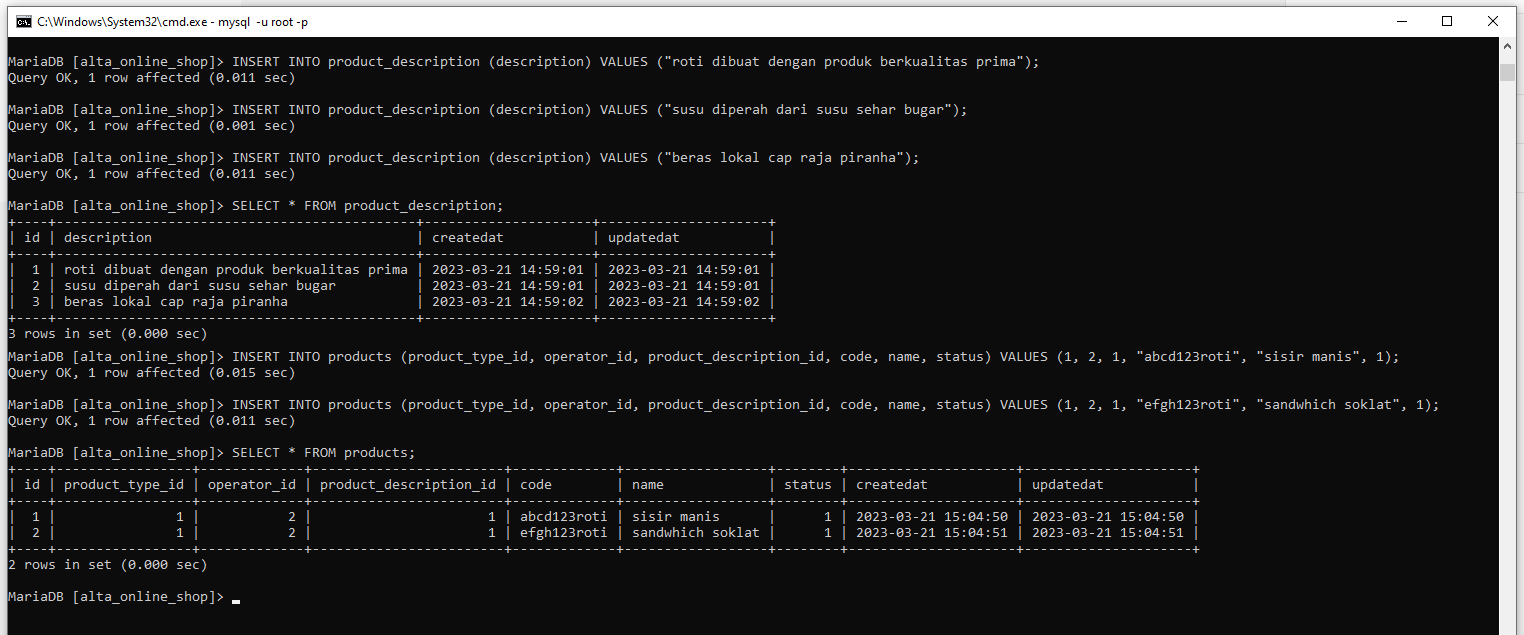 C:\Windows\System32\cmd.exe - mysql -u root -p
MariaDB [alta_online_shop]> INSERT INTO product_description (description) VALUES ("roti dibuat dengan produk berkualitas prima");
Query OK, 1 row affected (0.011 sec)
MariaDB [alta_online_shop]> INSERT INTO product_description (description) VALUES ("susu diperah dari susu sehar bugar");
Query OK, 1 row affected (0.001 sec)
MariaDB [alta_online_shop]> INSERT INTO product_description (description) VALUES ("beras lokal cap raja piranha");
Query OK, 1 row affected (0.011 sec)
MariaDB [alta_online_shop]> SELECT * FROM product_description;
+----+---------------------------------------------+---------------------+---------------------+
| id | description                                 | createdat           | updatedat           |
+----+---------------------------------------------+---------------------+---------------------+
|  1 | roti dibuat dengan produk berkualitas prima | 2023-03-21 14:59:01 | 2023-03-21 14:59:01 |
|  2 | susu diperah dari susu sehar bugar          | 2023-03-21 14:59:01 | 2023-03-21 14:59:01 |
|  3 | beras lokal cap raja piranha                | 2023-03-21 14:59:02 | 2023-03-21 14:59:02 |
+----+---------------------------------------------+---------------------+---------------------+
3 rows in set (0.000 sec)
MariaDB [alta_online_shop]> INSERT INTO products (product_type_id, operator_id, product_description_id, code, name, status) VALUES (1, 2, 1, "abcd123roti", "sisir manis", 1);
Query OK, 1 row affected (0.015 sec)
MariaDB [alta_online_shop]> INSERT INTO products (product_type_id, operator_id, product_description_id, code, name, status) VALUES (1, 2, 1, "efgh123roti", "sandwhich soklat", 1);
Query OK, 1 row affected (0.011 sec)
MariaDB [alta_online_shop]> SELECT * FROM products;
+----+-----------------+-------------+------------------------+-------------+------------------+--------+---------------------+---------------------+
| id | product_type_id | operator_id | product_description_id | code        | name             | status | createdat           | updatedat           |
+----+-----------------+-------------+------------------------+-------------+------------------+--------+---------------------+---------------------+
|  1 |               1 |           2 |                      1 | abcd123roti | sisir manis      |      1 | 2023-03-21 15:04:50 | 2023-03-21 15:04:50 |
|  2 |               1 |           2 |                      1 | efgh123roti | sandwhich soklat |      1 | 2023-03-21 15:04:51 | 2023-03-21 15:04:51 |
+----+-----------------+-------------+------------------------+-------------+------------------+--------+---------------------+---------------------+
2 rows in set (0.000 sec)
MariaDB [alta_online_shop]> _